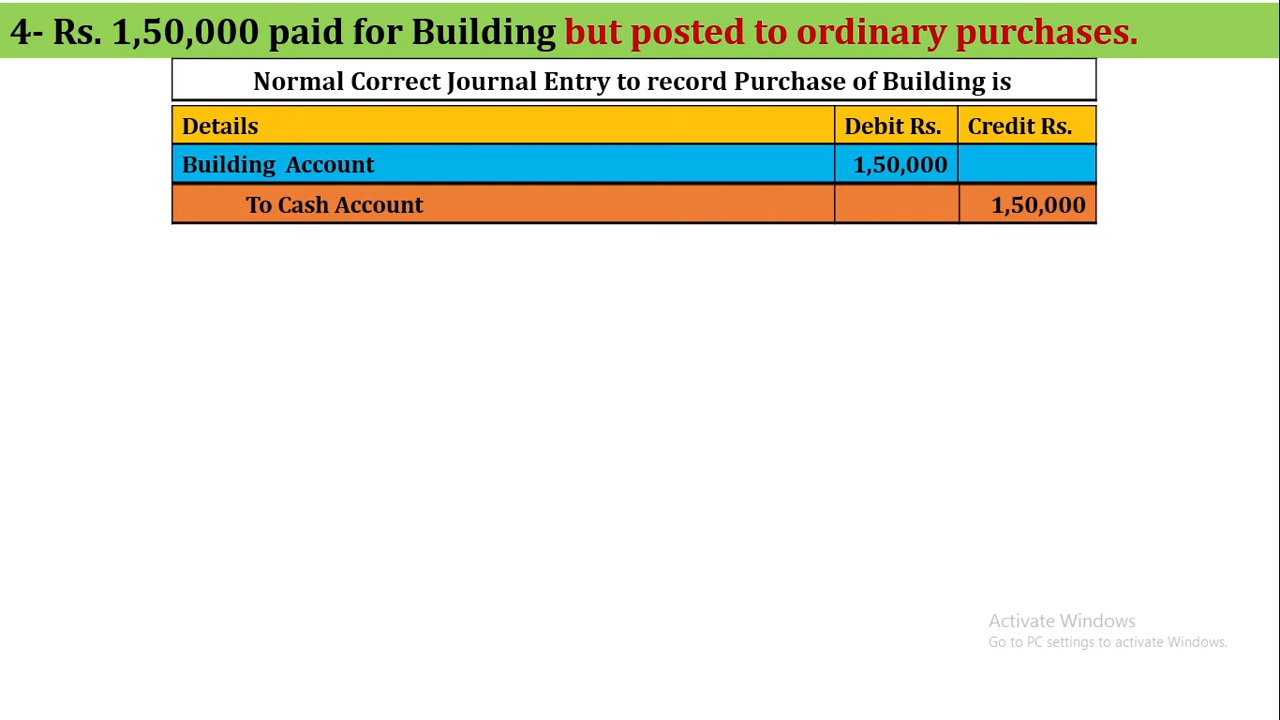 4- Rs. 1,50,000 paid for Building but posted to ordinary purchases.
Normal Correct Journal Entry to record Purchase of Building is
Details Debit Rs. Credit Rs.
Building Account 1,50,000
To Cash Account 1,50,000
Activate Windows
Go to PC settings to activate Windows.